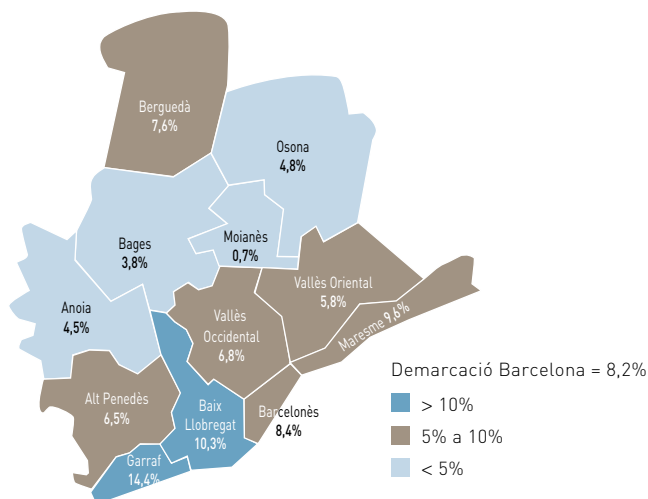 Berguedà
7,6%
Osona
4,8%
Bages
3,8%
Moianès
0,7%
Anoia
4,5%
Vallès Oriental
5,8%
Maresme 9,6%
Vallès
Occidental
6,8%
Alt Penedès
6,5%
Baix
Llobregat
10,3%
Barcelonès
8,4%
Garraf
14,4%
Demarcació Barcelona = 8,2%
> 10%
5% a 10%
< 5%